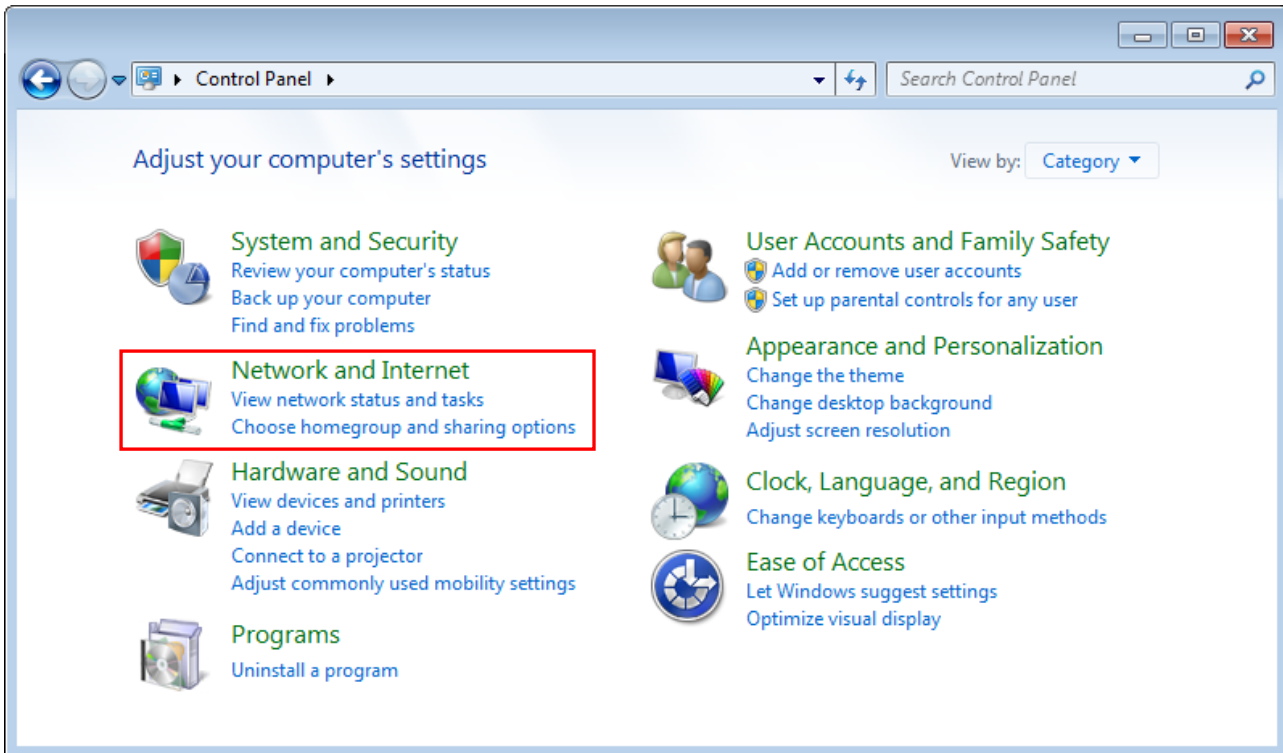 Control Panel
Search Control Panel
Adjust your computer's settings
View by: Category
System and Security
Review your computer's status
Back up your computer
Find and fix problems
Network and Internet
View network status and tasks
Choose homegroup and sharing options
Hardware and Sound
View devices and printers
Add a device
Connect to a projector
Adjust commonly used mobility settings
Programs
Uninstall a program
User Accounts and Family Safety
Add or remove user accounts
Set up parental controls for any user
Appearance and Personalization
Change the theme
Change desktop background
Adjust screen resolution
Clock, Language, and Region
Change keyboards or other input methods
Ease of Access
Let Windows suggest settings
Optimize visual display